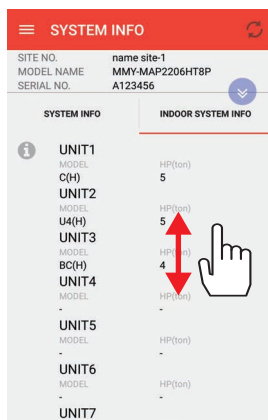 SYSTEM INFO
SITE NO. name site-1
MODEL NAME MMY-MAP2206HT8P
SERIAL NO. A123456
SYSTEM INFO INDOOR SYSTEM INFO
UNIT1
MODEL HP(ton)
C(H) 5
UNIT2
MODEL HP(ton)
U4(H) 5
UNIT3
MODEL HP(ton)
BC(H) 4
UNIT4
MODEL HP(ton)
- -
UNIT5
MODEL HP(ton)
- -
UNIT6
MODEL HP(ton)
- -
UNIT7